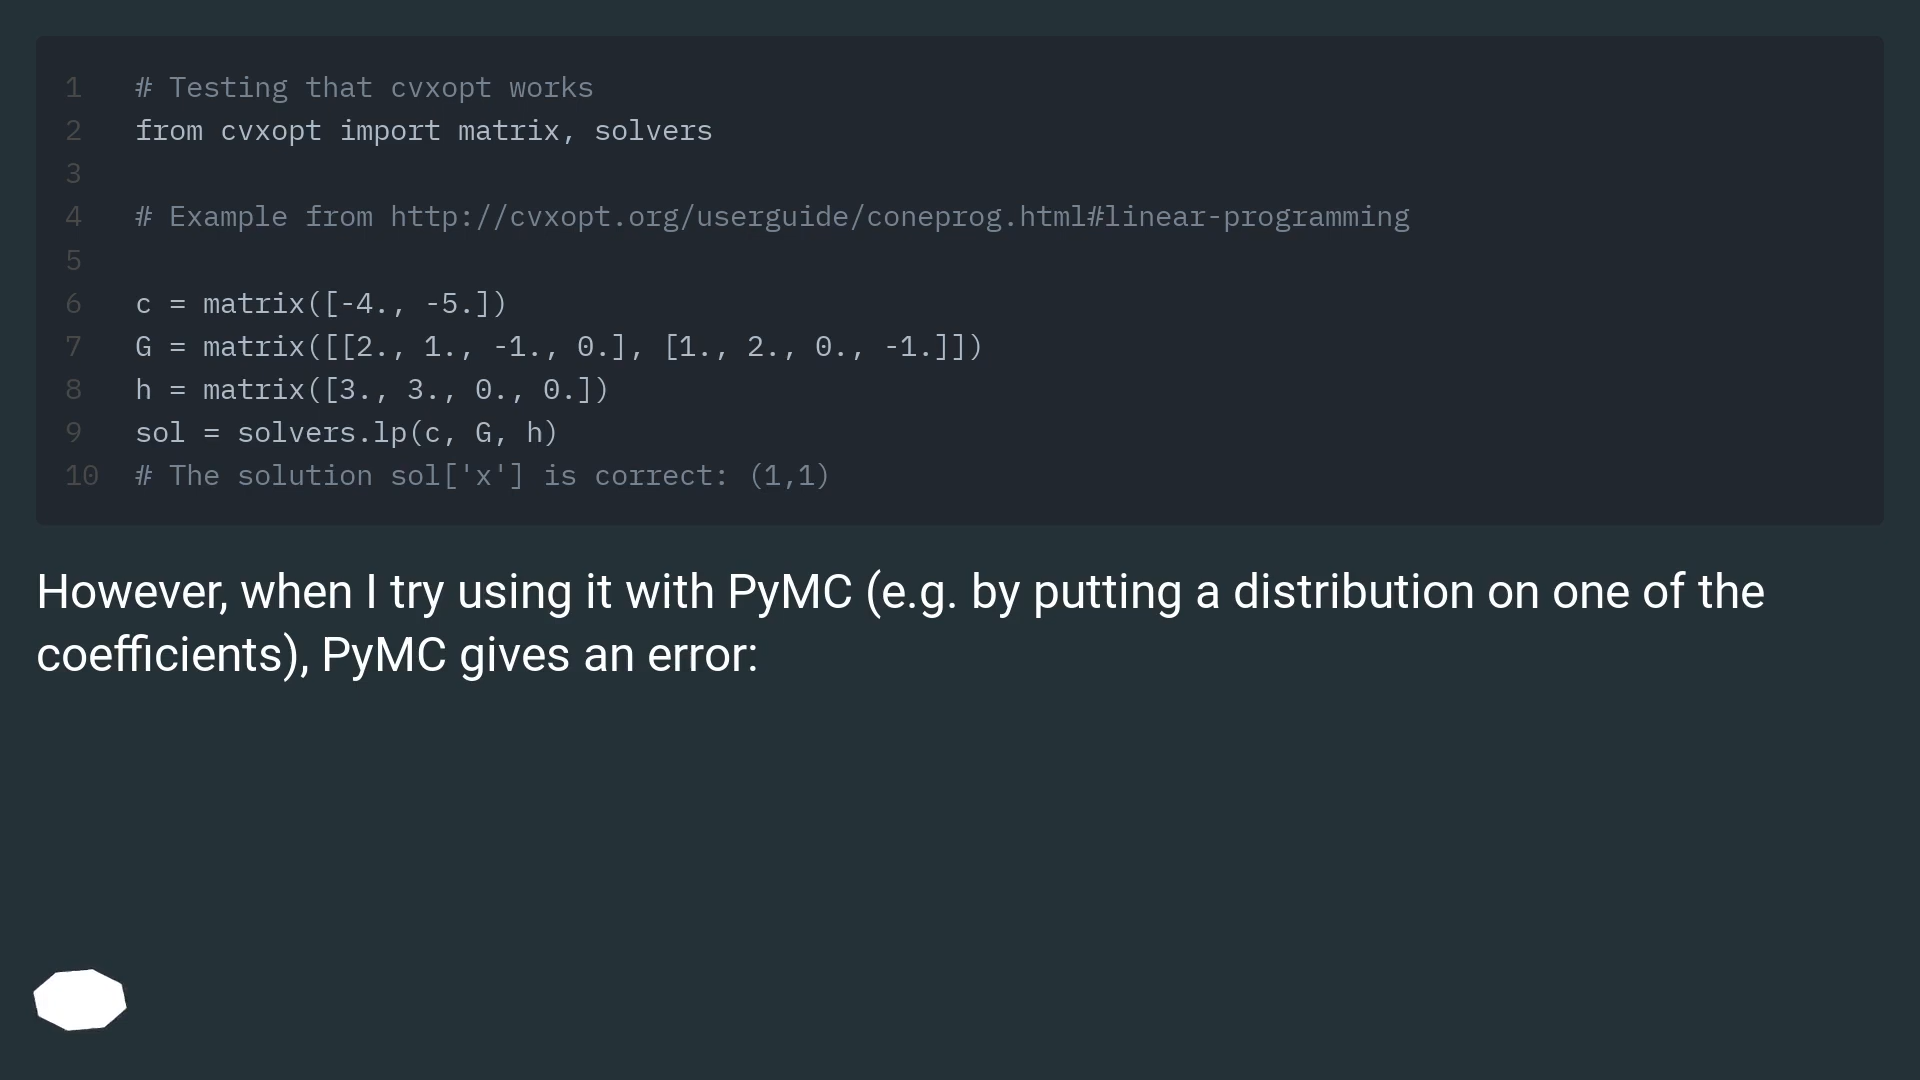 1 # Testing that cvxopt works
2 from cvxopt import matrix, solvers
3
4 # Example from http://cvxopt.org/userguide/coneprog.html#linear-programming
5
6 c = matrix([-4., -5.])
7 G = matrix([[2., 1., -1., 0.], [1., 2., 0., -1.]])
8 h = matrix([3., 3., 0., 0.])
9 sol = solvers.lp(c, G, h)
10 # The solution sol['x'] is correct: (1,1)
However, when I try using it with PyMC (e.g. by putting a distribution on one of the
coefficients), PyMC gives an error: